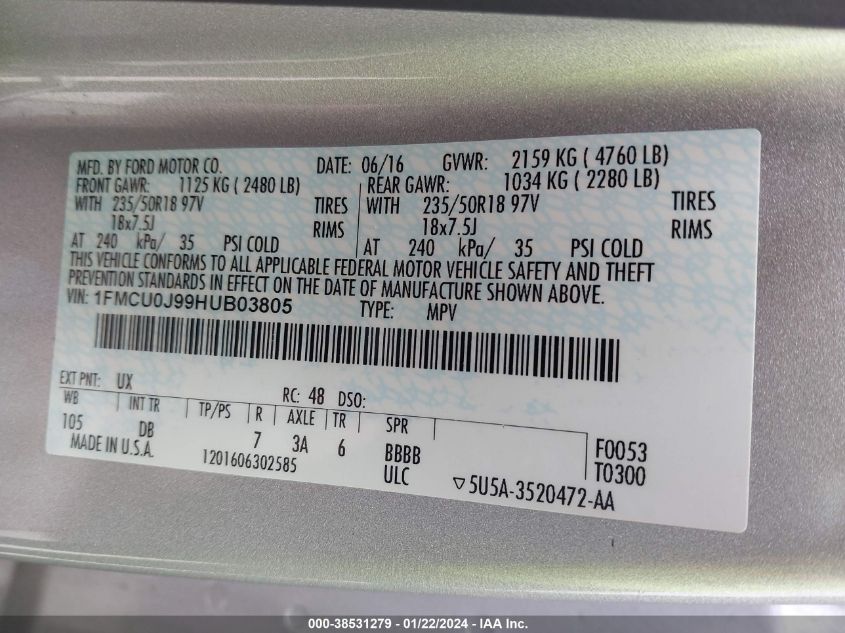 MFD. BY FORD MOTOR CO. DATE: 06/16 GVWR: 2159 KG ( 4760 LB)
FRONT GAWR: 1125 KG ( 2480 LB) REAR GAWR: 1034 KG ( 2280 LB)
WITH 235/50R18 97V TIRES WITH 235/50R18 97V TIRES
18x7.5J RIMS 18x7.5J RIMS
AT 240 kPa/ 35 PSI COLD AT 240 kPa/ 35 PSI COLD
THIS VEHICLE CONFORMS TO ALL APPLICABLE FEDERAL MOTOR VEHICLE SAFETY AND THEFT
PREVENTION STANDARDS IN EFFECT ON THE DATE OF MANUFACTURE SHOWN ABOVE.
VIN: 1FMCU0J99HUB03805 TYPE: MPV
EXT PNT: UX RC: 48 DSO:
WB INT TR TP/PS R AXLE TR SPR
105 DB 7 3A 6 BBBB F0053
MADE IN U.S.A. 1201606302585 ULC T0300
▽5U5A-3520472-AA
000-38531279 - 01/22/2024 - IAA Inc.